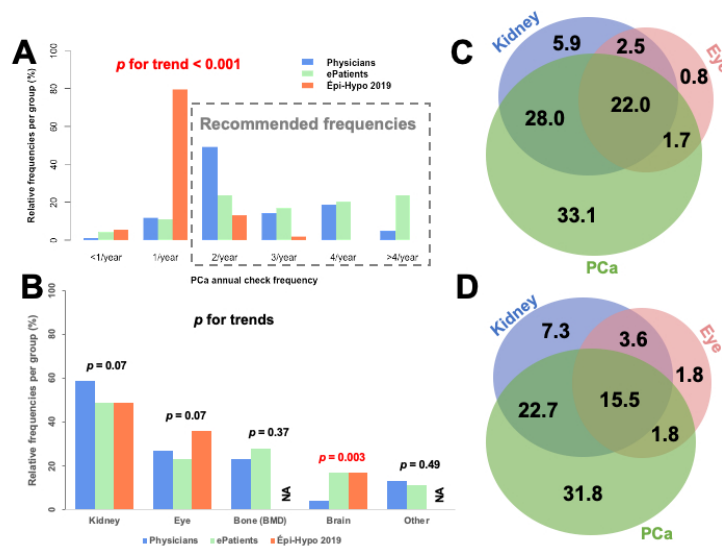 A
p for trend < 0.001
Physicians
ePatients
Épi-Hypo 2019
Recommended frequencies
Relative frequencies per group (%)
100
80
60
40
20
0
<1/year
1/year
2/year
3/year
4/year
>4/year
PCa annual check frequency
B
p for trends
Relative frequencies per group (%)
100
80
60
40
20
0
p = 0.07
p = 0.07
p = 0.37
p = 0.003
p = 0.49
NA
NA
Kidney
Eye
Bone (BMD)
Brain
Other
Physicians
ePatients
Épi-Hypo 2019
C
Kidney
Eye
5.9
2.5
0.8
28.0
22.0
1.7
33.1
PCa
D
Kidney
Eye
7.3
3.6
1.8
22.7
15.5
1.8
31.8
PCa